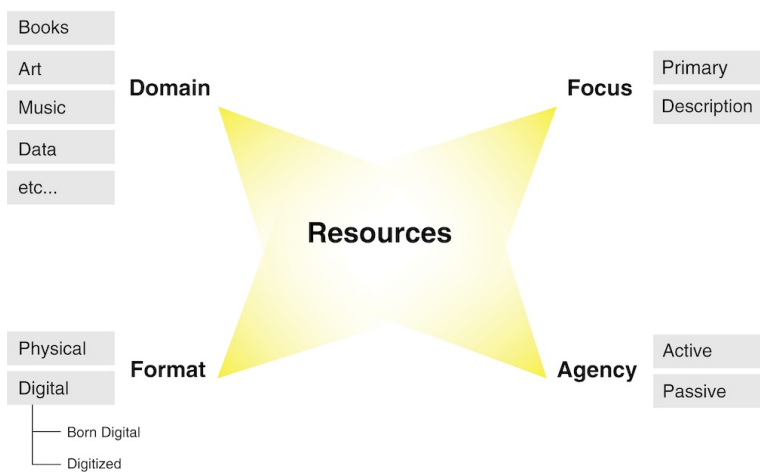 Books
Art
Music
Data
etc...
Domain
Focus
Primary
Description
Resources
Physical
Digital
Born Digital
Digitized
Format
Agency
Active
Passive